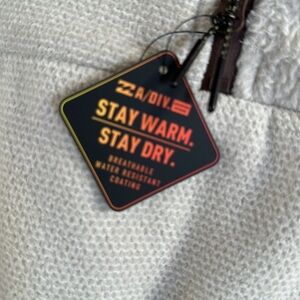 A/DIV.
STAY WARM.
STAY DRY.
BREATHABLE
WATER RESISTANT
COATING